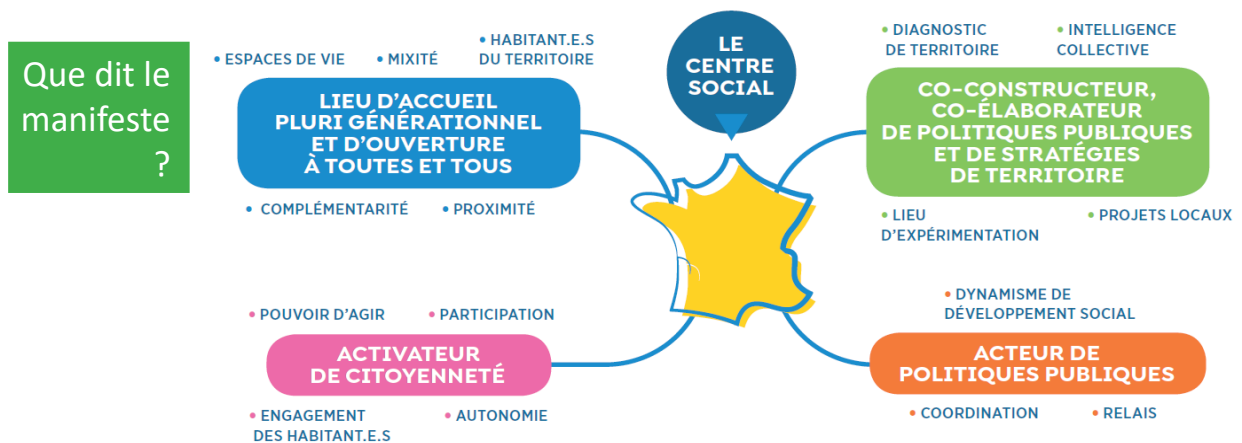 Que dit le
manifeste
?
• ESPACES DE VIE
• MIXITÉ
• HABITANT.E.S
DU TERRITOIRE
LIEU D'ACCUEIL
PLURI GÉNÉRATIONNEL
ET D'OUVERTURE
À TOUTES ET TOUS
• COMPLÉMENTARITÉ
• PROXIMITÉ
LE
CENTRE
SOCIAL
• DIAGNOSTIC
DE TERRITOIRE
• INTELLIGENCE
COLLECTIVE
CO-CONSTRUCTEUR,
CO-ÉLABORATEUR
DE POLITIQUES PUBLIQUES
ET DE STRATÉGIES
DE TERRITOIRE
• LIEU
D'EXPÉRIMENTATION
• PROJETS LOCAUX
• POUVOIR D'AGIR
• PARTICIPATION
ACTIVATEUR
DE CITOYENNETÉ
• ENGAGEMENT
DES HABITANT.E.S
• AUTONOMIE
• DYNAMISME DE
DÉVELOPPEMENT SOCIAL
ACTEUR DE
POLITIQUES PUBLIQUES
• COORDINATION
• RELAIS